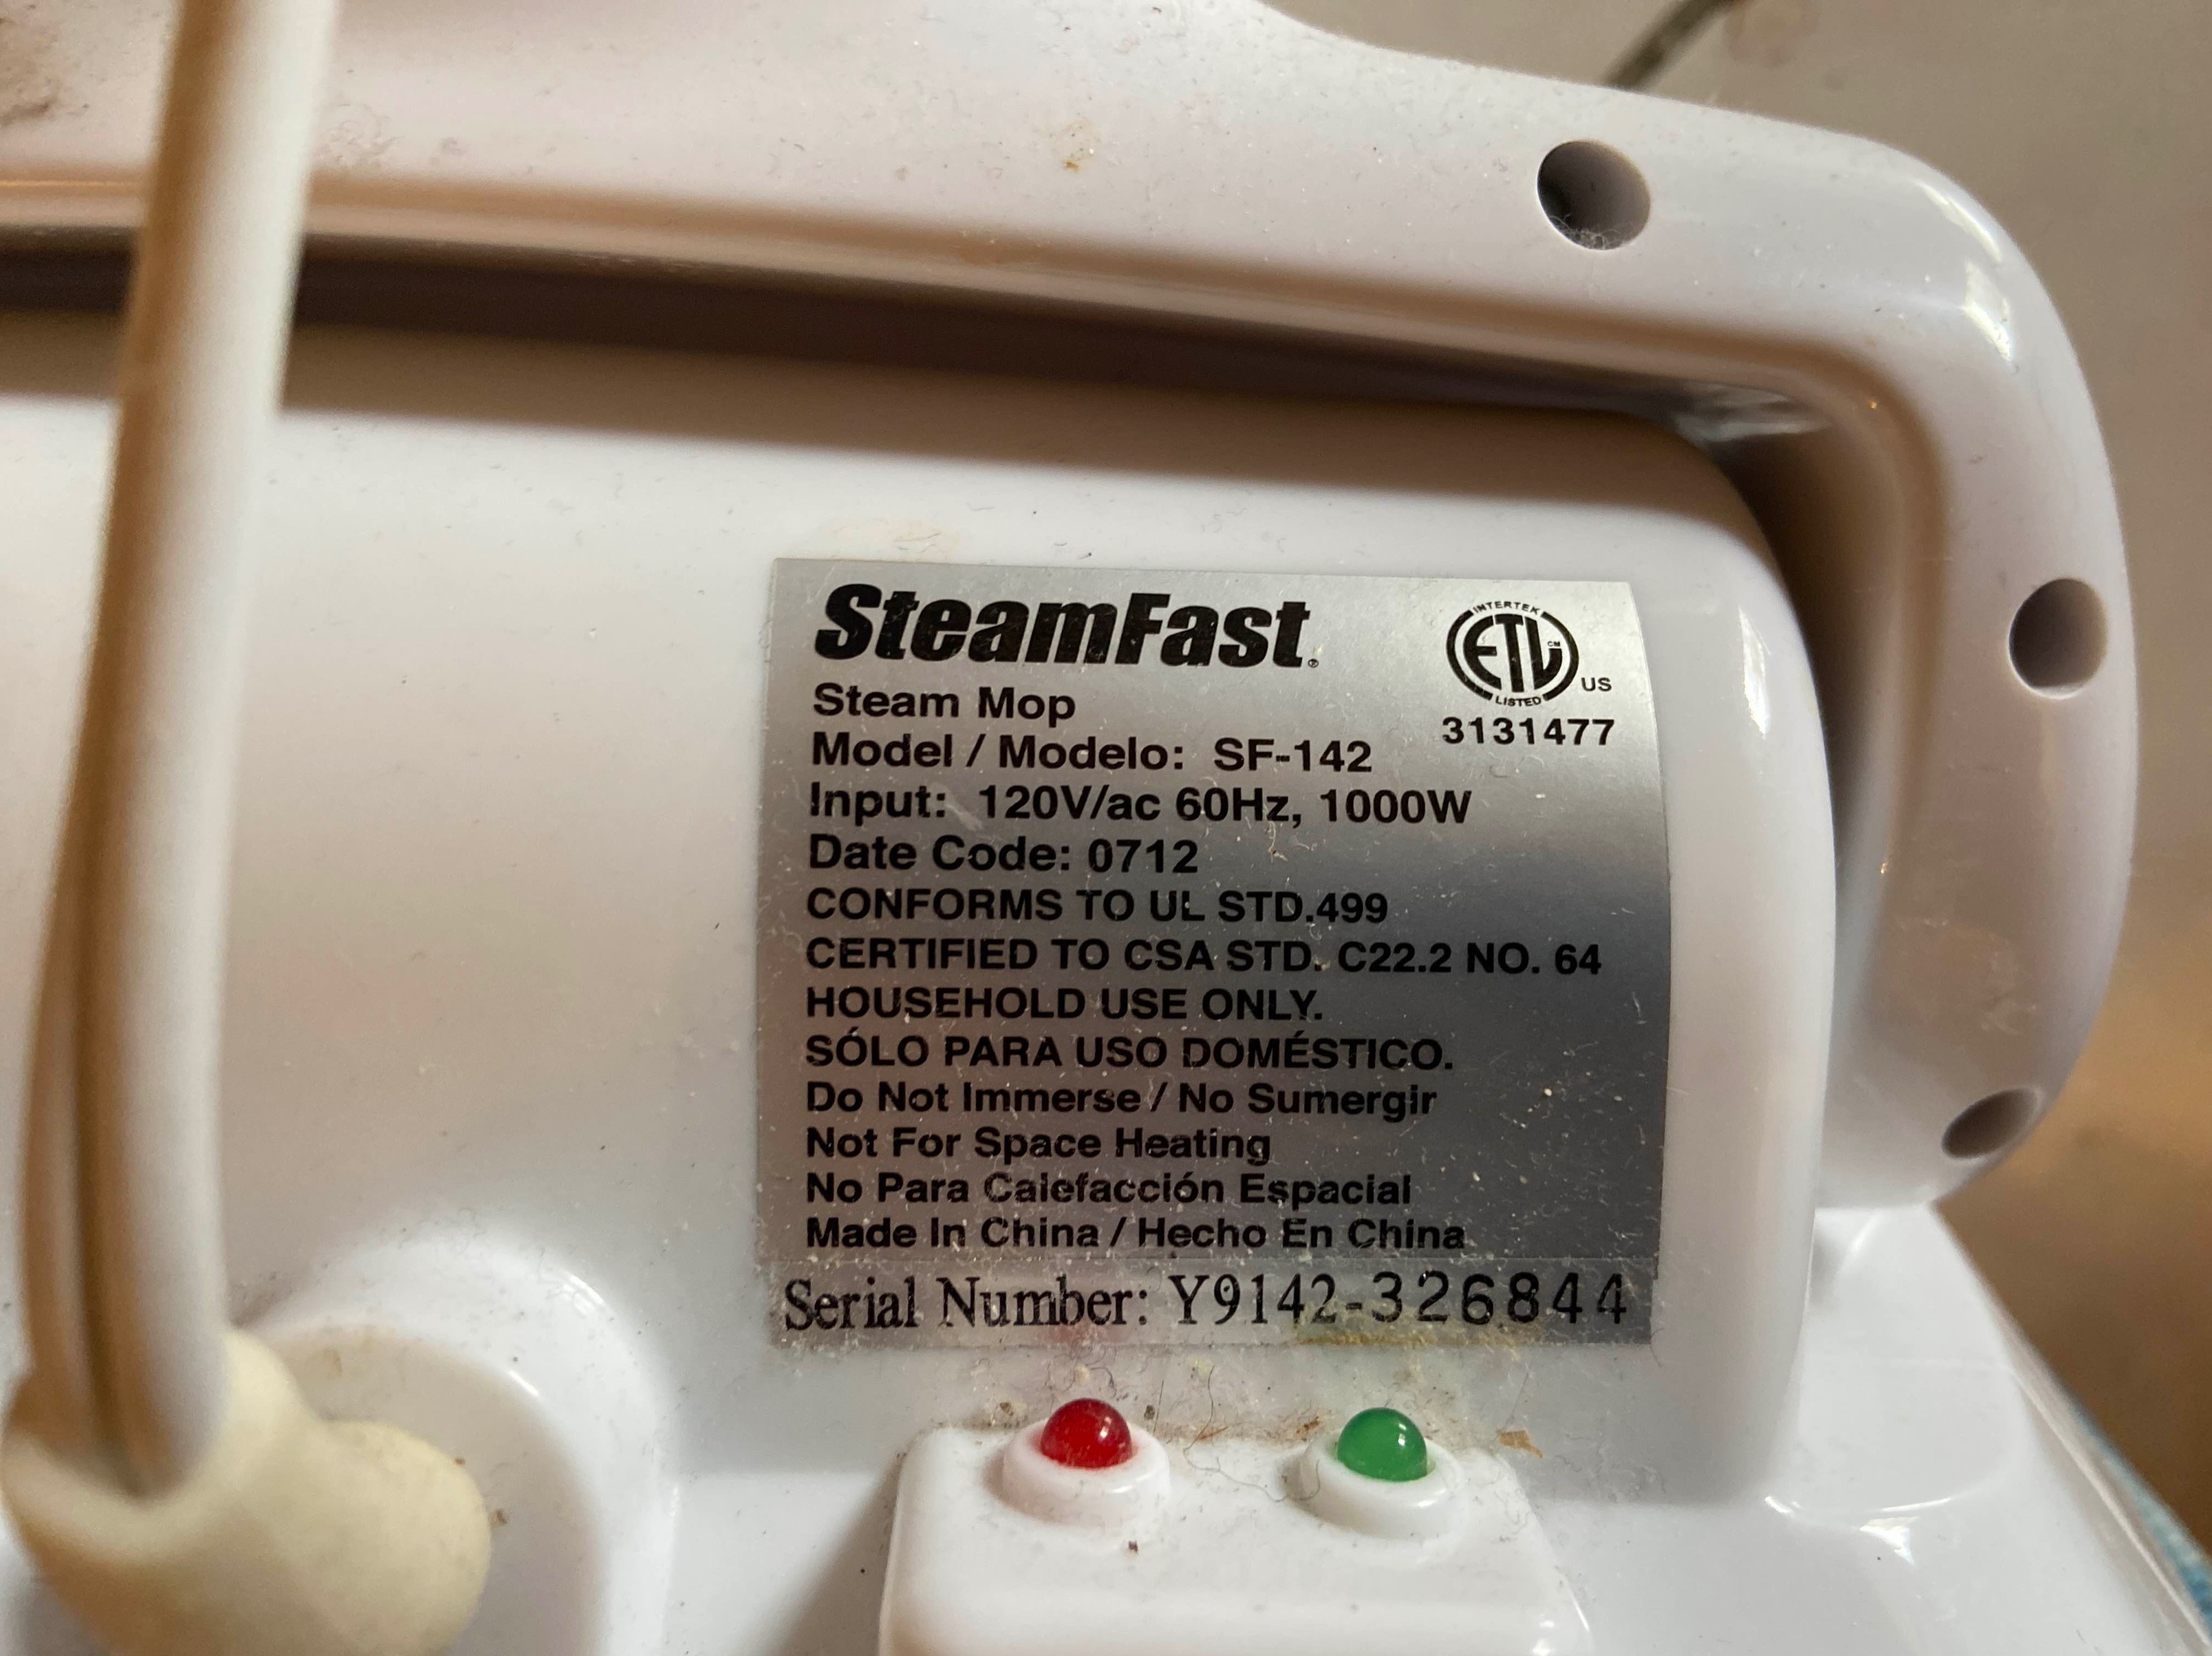 SteamFast®
INTERTEK
ETL CM
LISTED
US
3131477
Steam Mop
Model / Modelo: SF-142
Input: 120V/ac 60Hz, 1000W
Date Code: 0712
CONFORMS TO UL STD.499
CERTIFIED TO CSA STD. C22.2 NO. 64
HOUSEHOLD USE ONLY.
SÓLO PARA USO DOMÉSTICO.
Do Not Immerse / No Sumergir
Not For Space Heating
No Para Calefacción Espacial
Made In China / Hecho En China
Serial Number: Y9142-326844